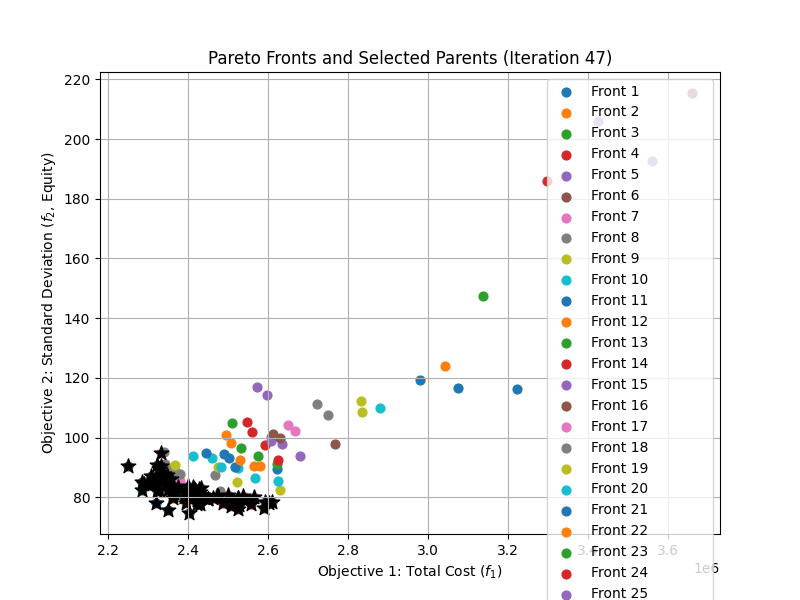 Pareto Fronts and Selected Parents (Iteration 47)
Objective 2: Standard Deviation (f₂, Equity)
220
200
180
160
140
120
100
80
2.2
2.4
2.6
2.8
3.0
3.2
3.4
3.6
1e6
Objective 1: Total Cost (f₁)
Front 1
Front 2
Front 3
Front 4
Front 5
Front 6
Front 7
Front 8
Front 9
Front 10
Front 11
Front 12
Front 13
Front 14
Front 15
Front 16
Front 17
Front 18
Front 19
Front 20
Front 21
Front 22
Front 23
Front 24
Front 25